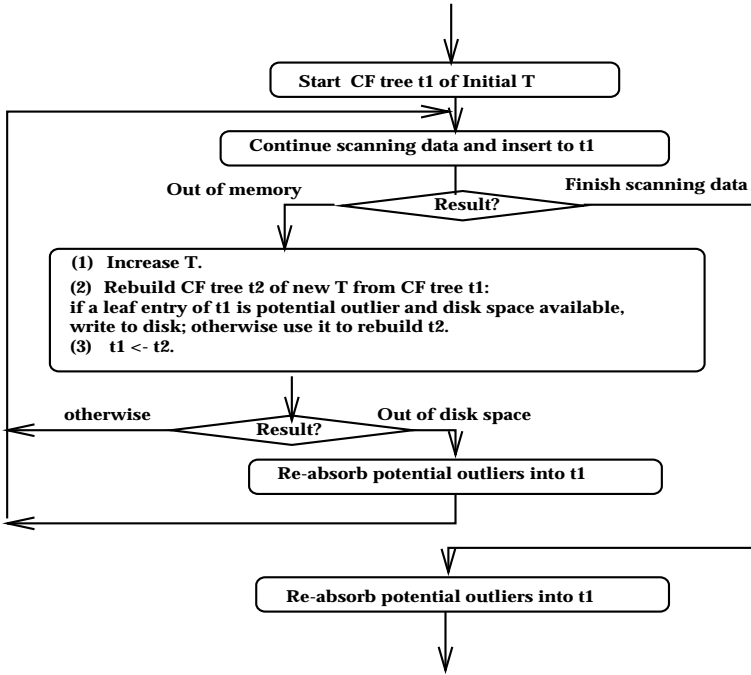 Start CF tree t1 of Initial T
Continue scanning data and insert to t1
Out of memory
Result?
Finish scanning data
(1) Increase T.
(2) Rebuild CF tree t2 of new T from CF tree t1:
if a leaf entry of t1 is potential outlier and disk space available,
write to disk; otherwise use it to rebuild t2.
(3) t1 <- t2.
otherwise
Result?
Out of disk space
Re-absorb potential outliers into t1
Re-absorb potential outliers into t1